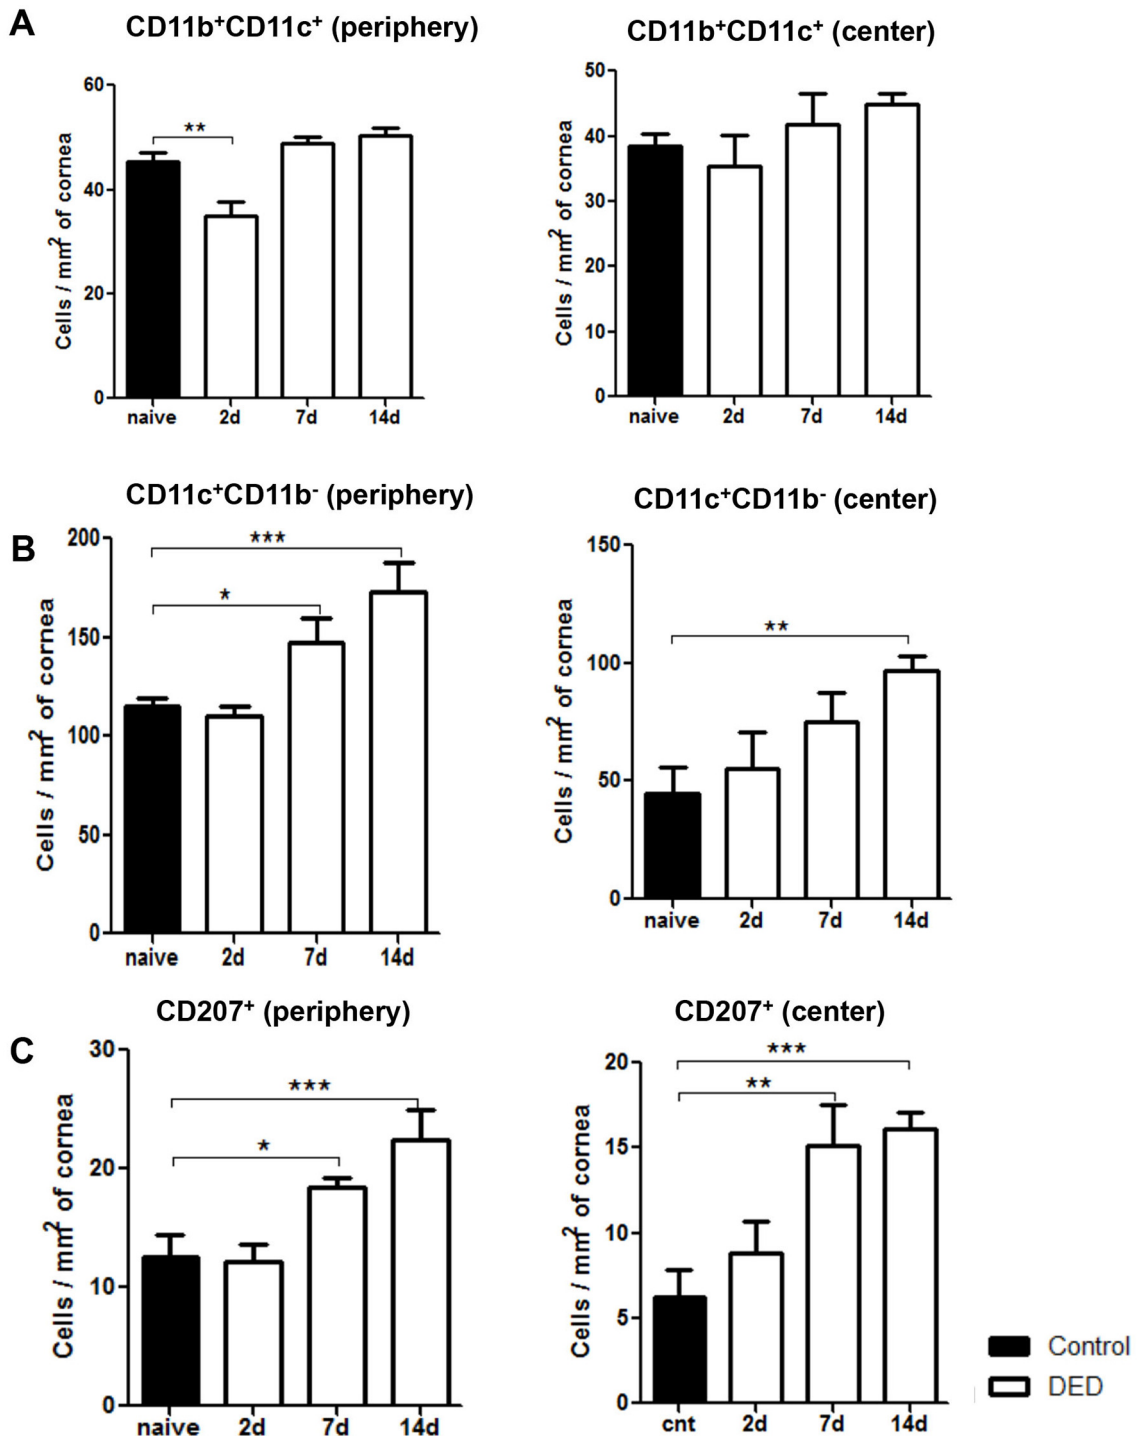 A
CD11b⁺CD11c⁺ (periphery)
CD11b⁺CD11c⁺ (center)
Cells / mm² of cornea
60
40
20
0
**
naive 2d 7d 14d
Cells / mm² of cornea
50
40
30
20
10
0
naive 2d 7d 14d
B
CD11c⁺CD11b⁻ (periphery)
CD11c⁺CD11b⁻ (center)
Cells / mm² of cornea
200
150
100
50
0
***
*
naive 2d 7d 14d
Cells / mm² of cornea
150
100
50
0
**
naive 2d 7d 14d
C
CD207⁺ (periphery)
CD207⁺ (center)
Cells / mm² of cornea
30
20
10
0
***
*
naive 2d 7d 14d
Cells / mm² of cornea
20
15
10
5
0
***
**
cnt 2d 7d 14d
Control
DED